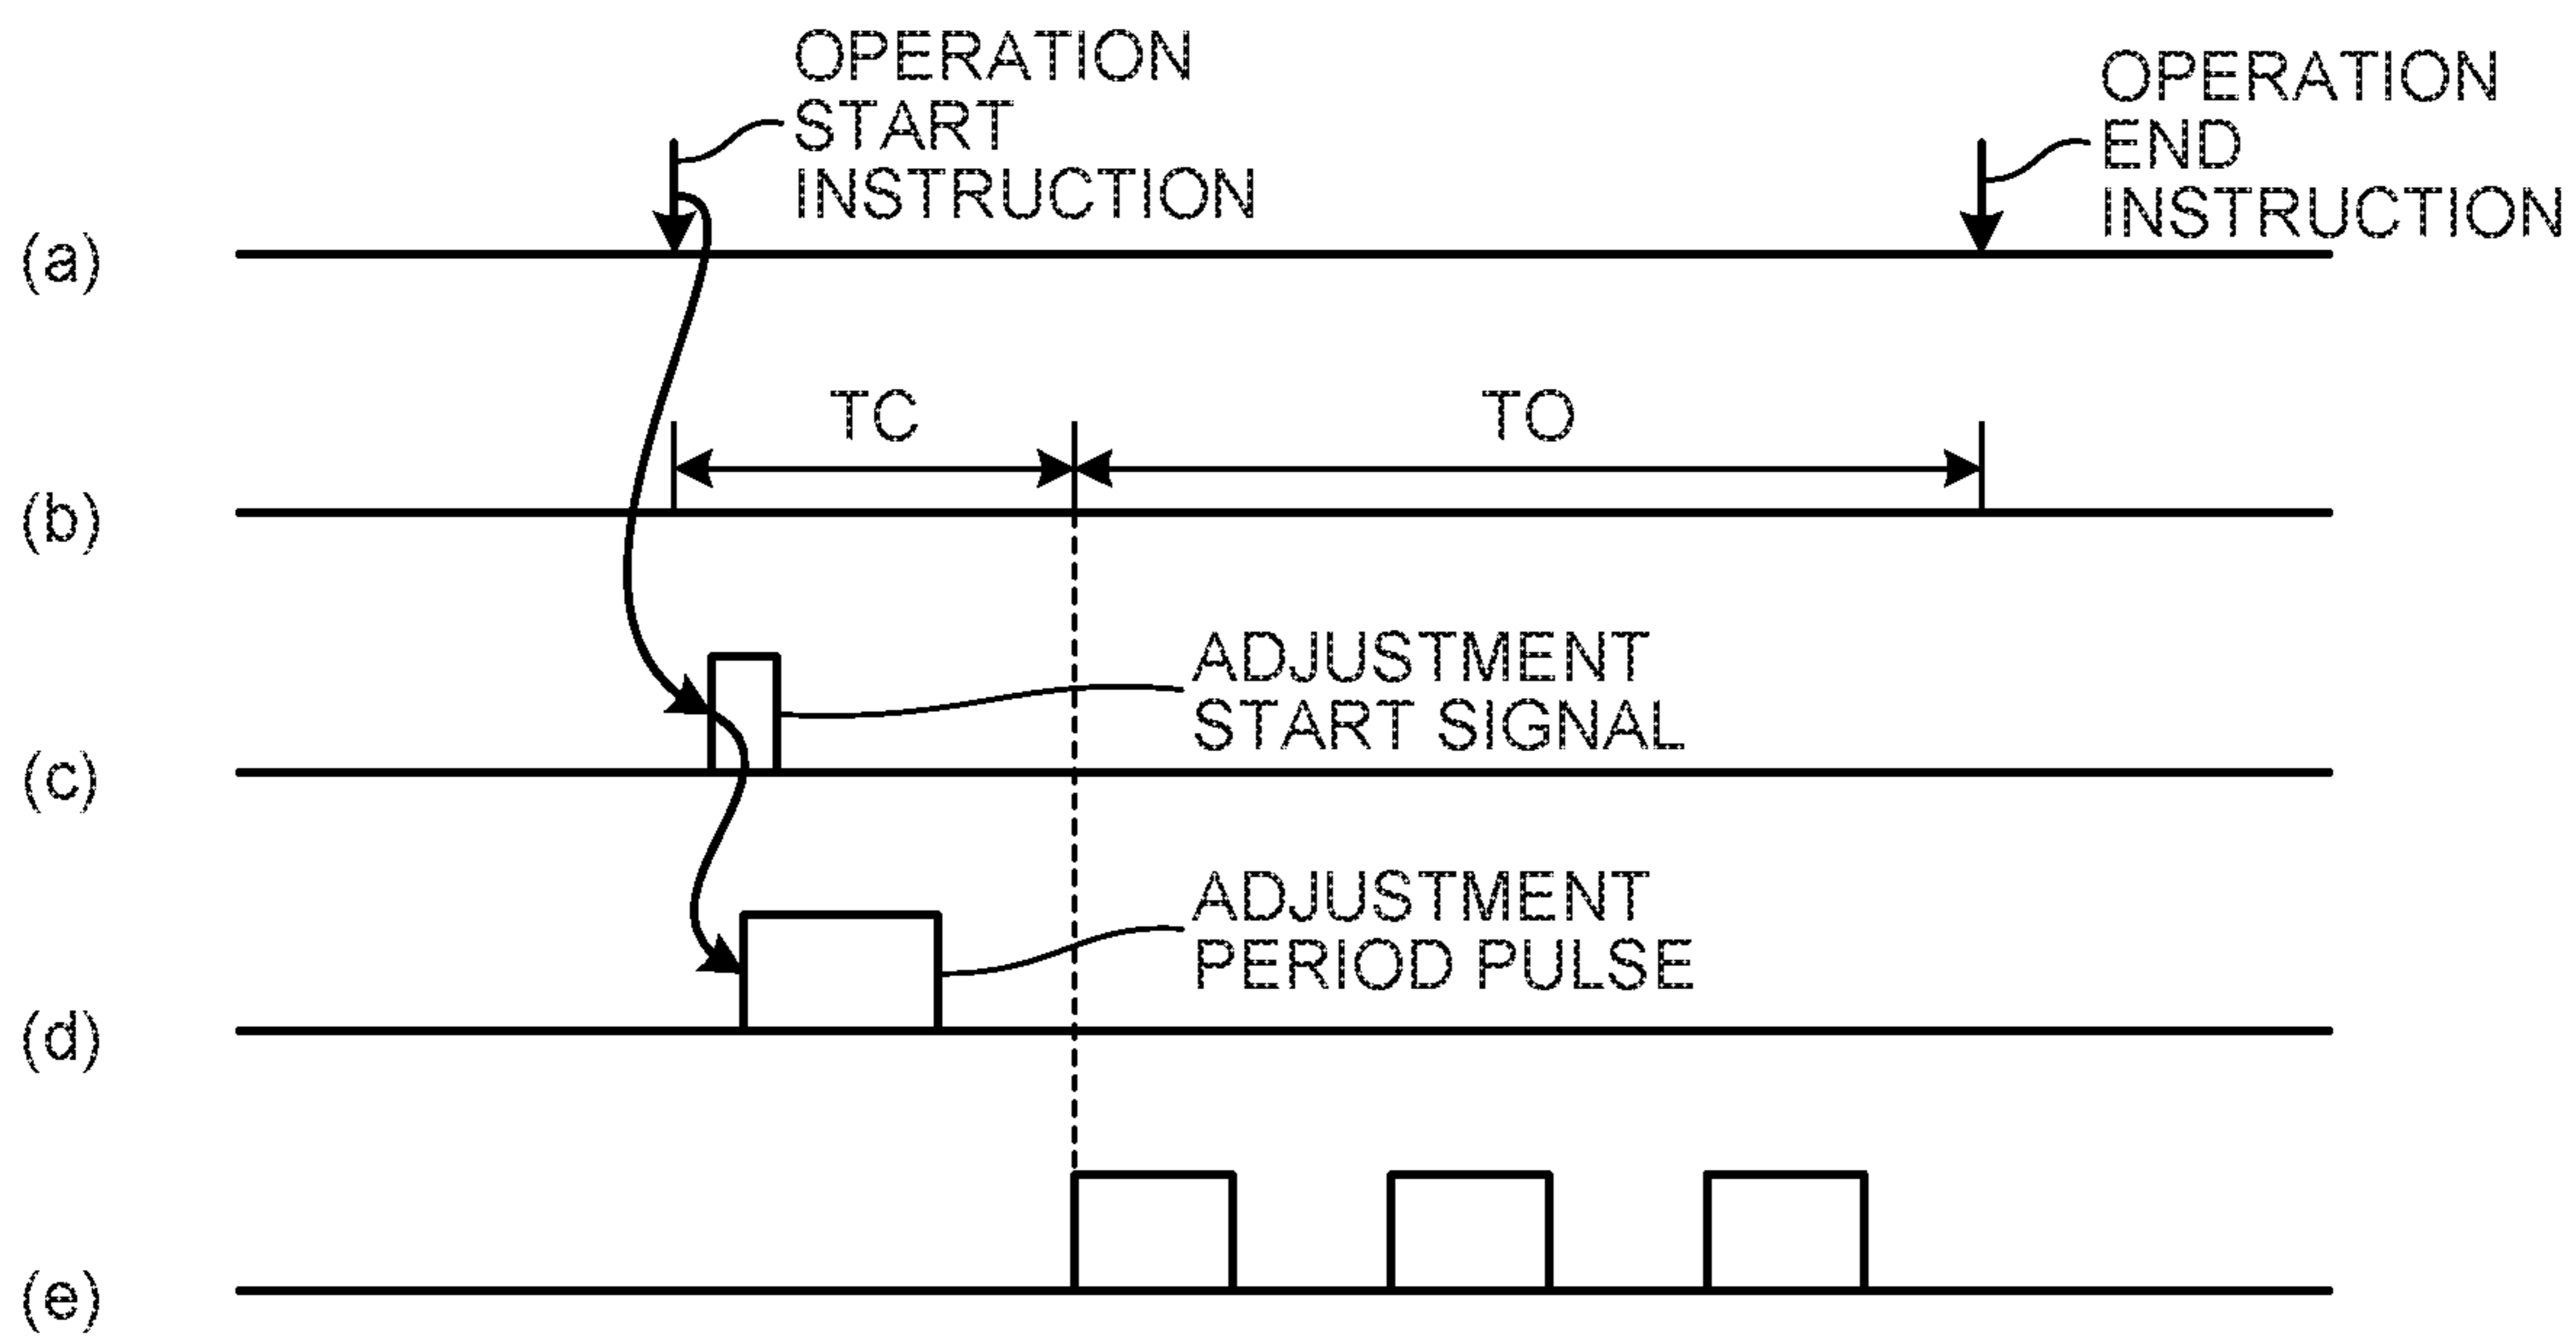 OPERATION
START
INSTRUCTION
OPERATION
END
INSTRUCTION
(a)
TC
TO
(b)
ADJUSTMENT
START SIGNAL
(c)
ADJUSTMENT
PERIOD PULSE
(d)
(e)